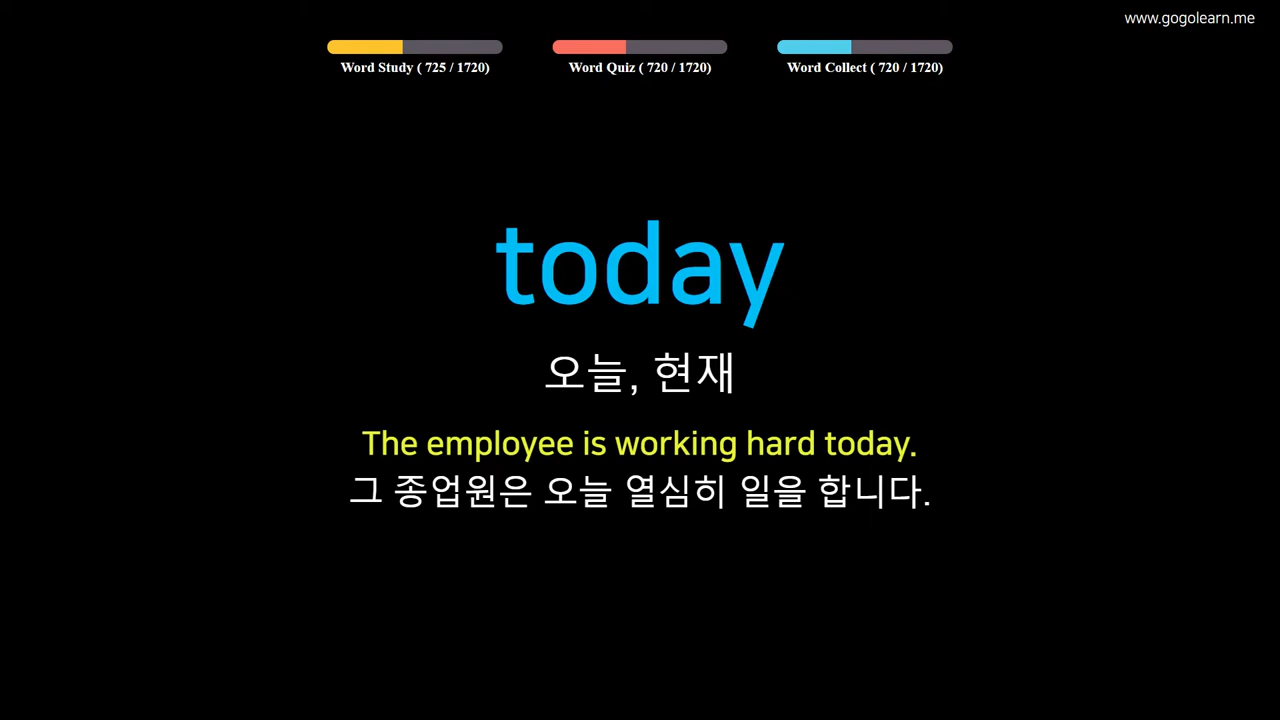 www.gogolearn.me
Word Study ( 725 / 1720)
Word Quiz ( 720 / 1720)
Word Collect ( 720 / 1720)
today
오늘, 현재
The employee is working hard today.
그 종업원은 오늘 열심히 일을 합니다.